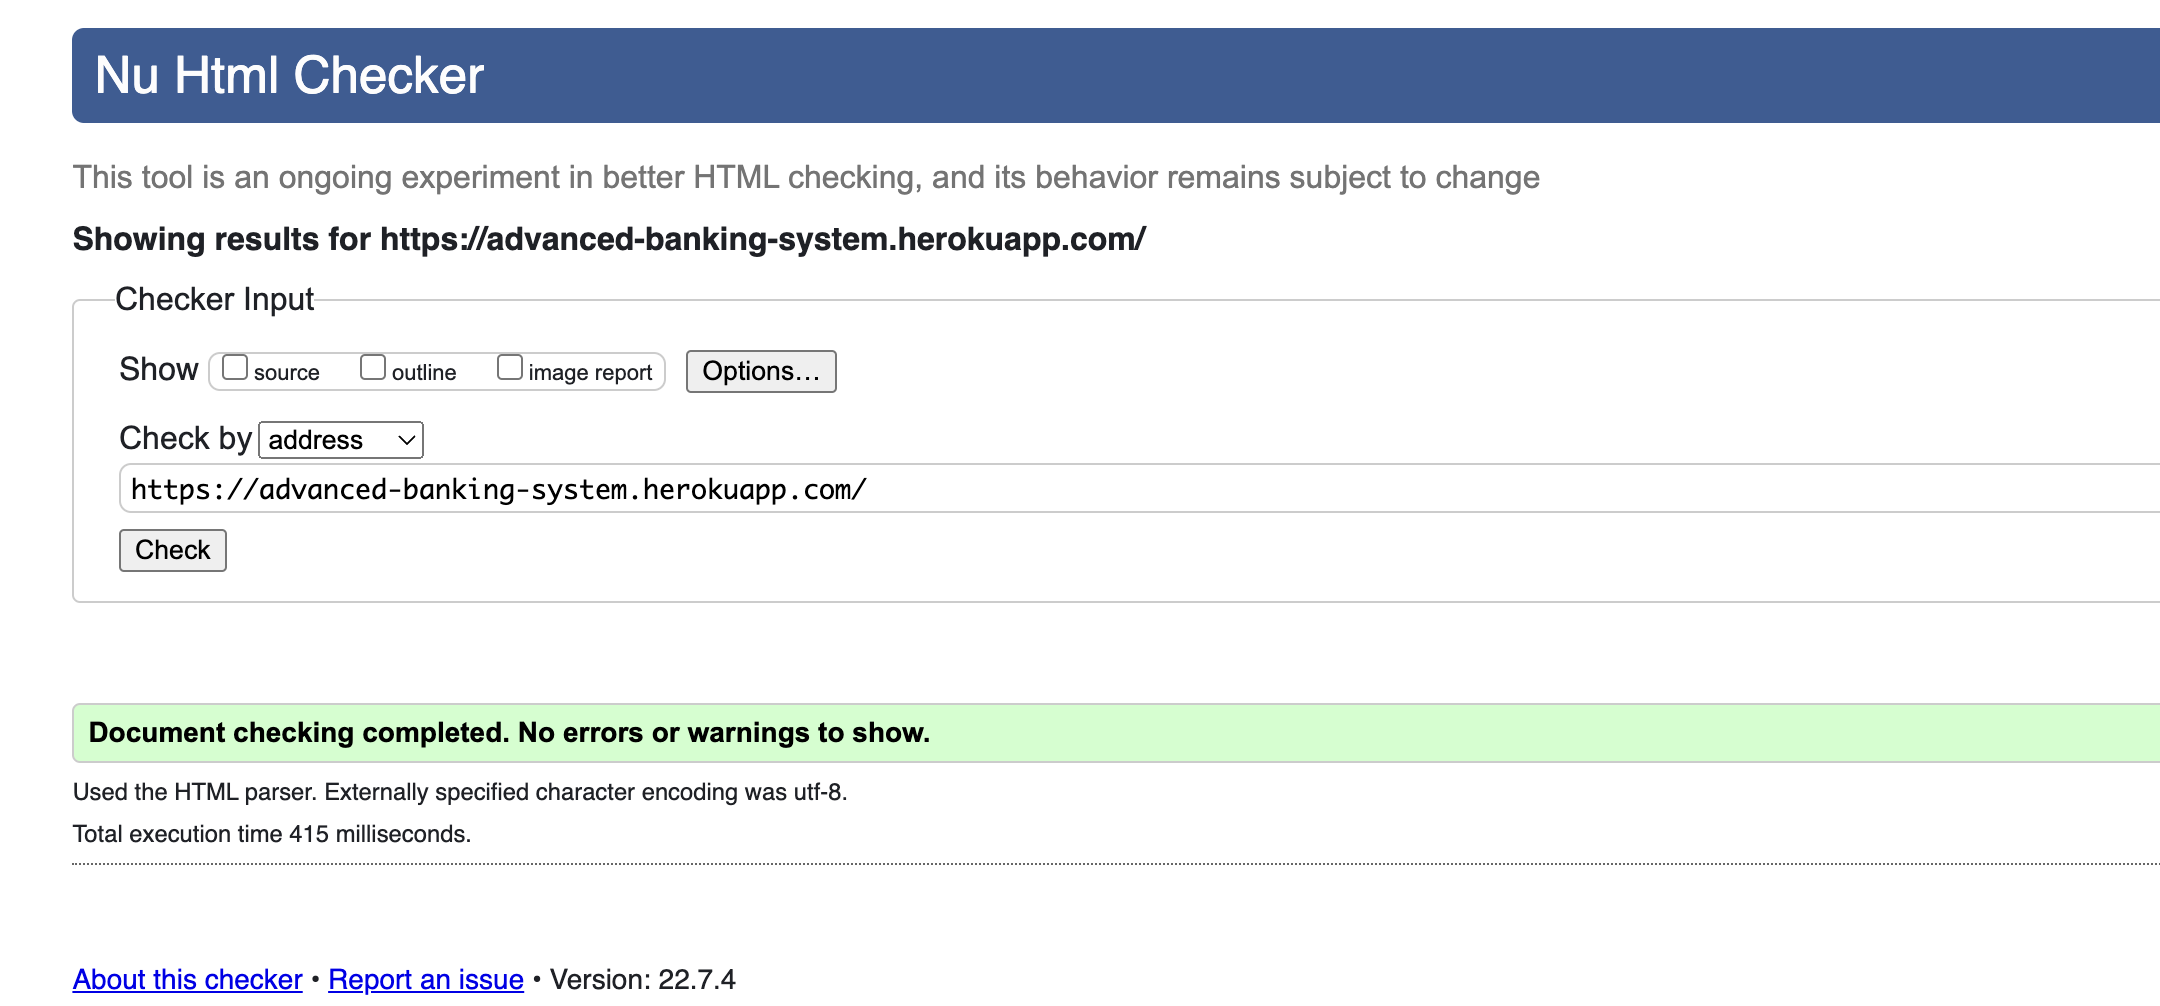 Nu Html Checker
This tool is an ongoing experiment in better HTML checking, and its behavior remains subject to change
Showing results for https://advanced-banking-system.herokuapp.com/
Checker Input
Show source outline image report Options…
Check by address
https://advanced-banking-system.herokuapp.com/
Check
Document checking completed. No errors or warnings to show.
Used the HTML parser. Externally specified character encoding was utf-8.
Total execution time 415 milliseconds.
About this checker • Report an issue • Version: 22.7.4